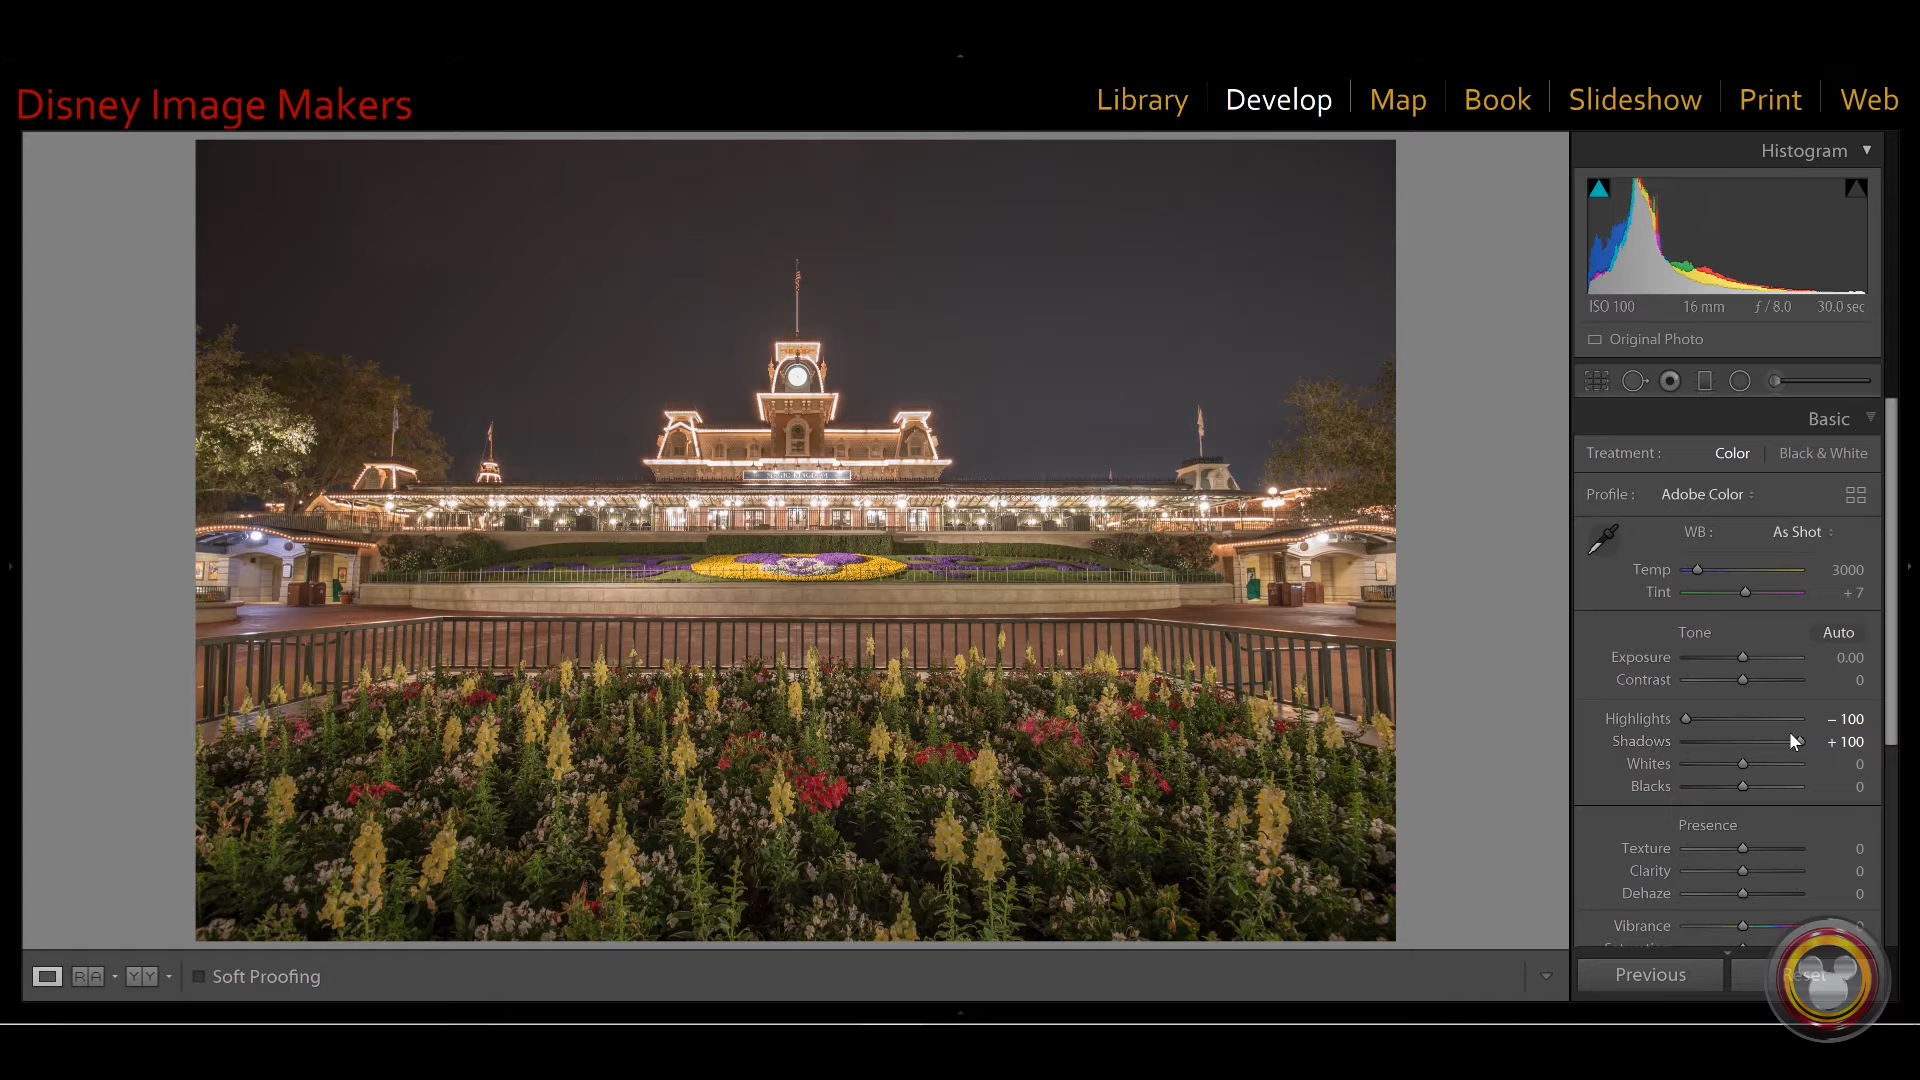 Disney Image Makers
Library | Develop | Map | Book | Slideshow | Print | Web
Histogram
ISO 100 16 mm ƒ / 8.0 30.0 sec
Original Photo
Basic
Treatment : Color | Black & White
Profile : Adobe Color
WB : As Shot
Temp 3000
Tint + 7
Tone Auto
Exposure 0.00
Contrast 0
Highlights – 100
Shadows + 100
Whites 0
Blacks 0
Presence
Texture 0
Clarity 0
Dehaze 0
Vibrance 0
R A Y Y Soft Proofing
Previous Reset